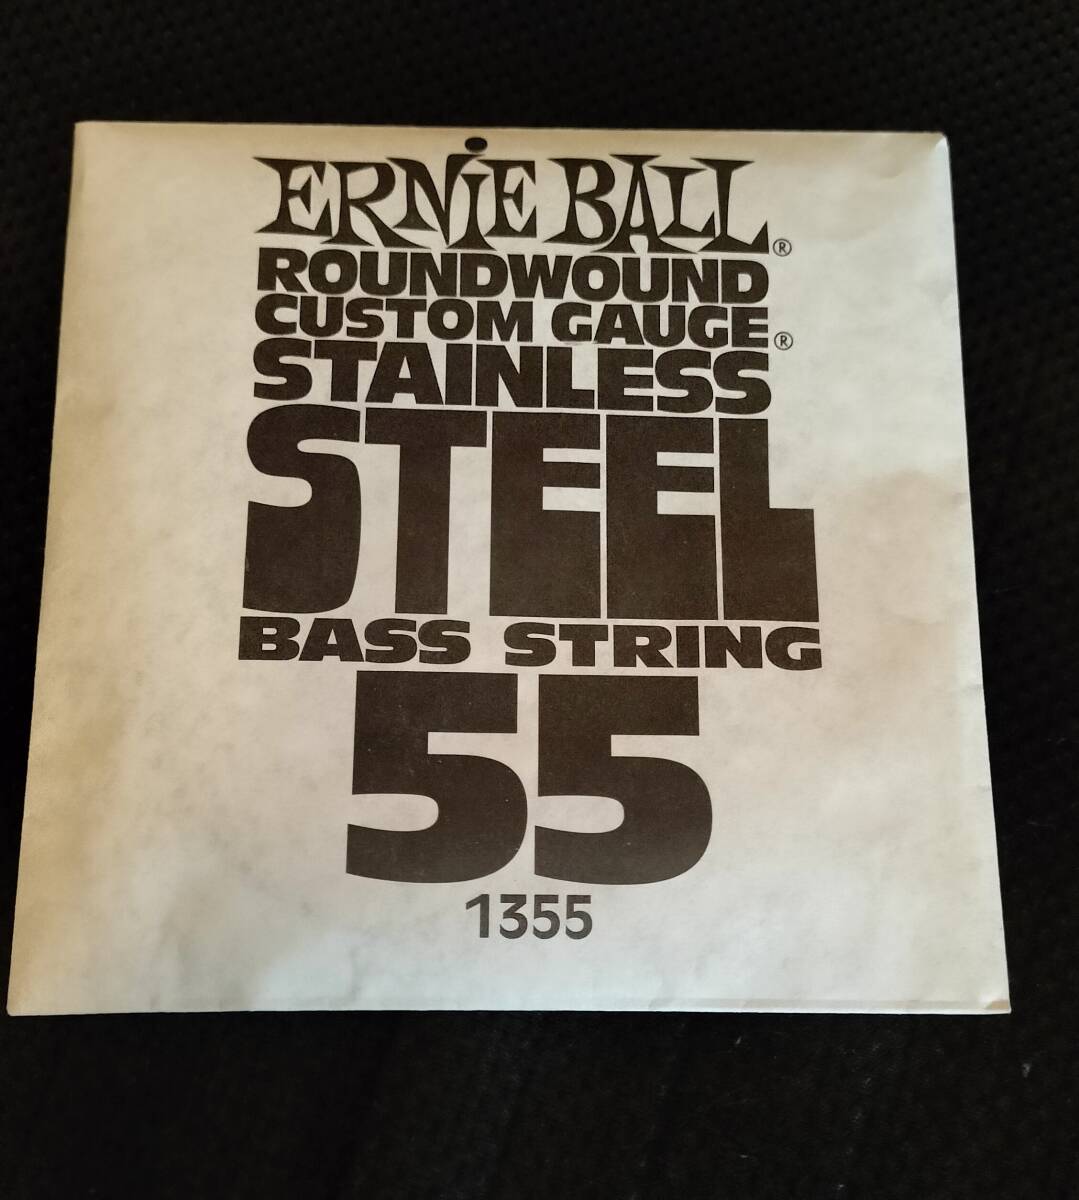 ERNiE BALL®
ROUNDWOUND
CUSTOM GAUGE®
STAINLESS
STEEL
BASS STRING
55
1355